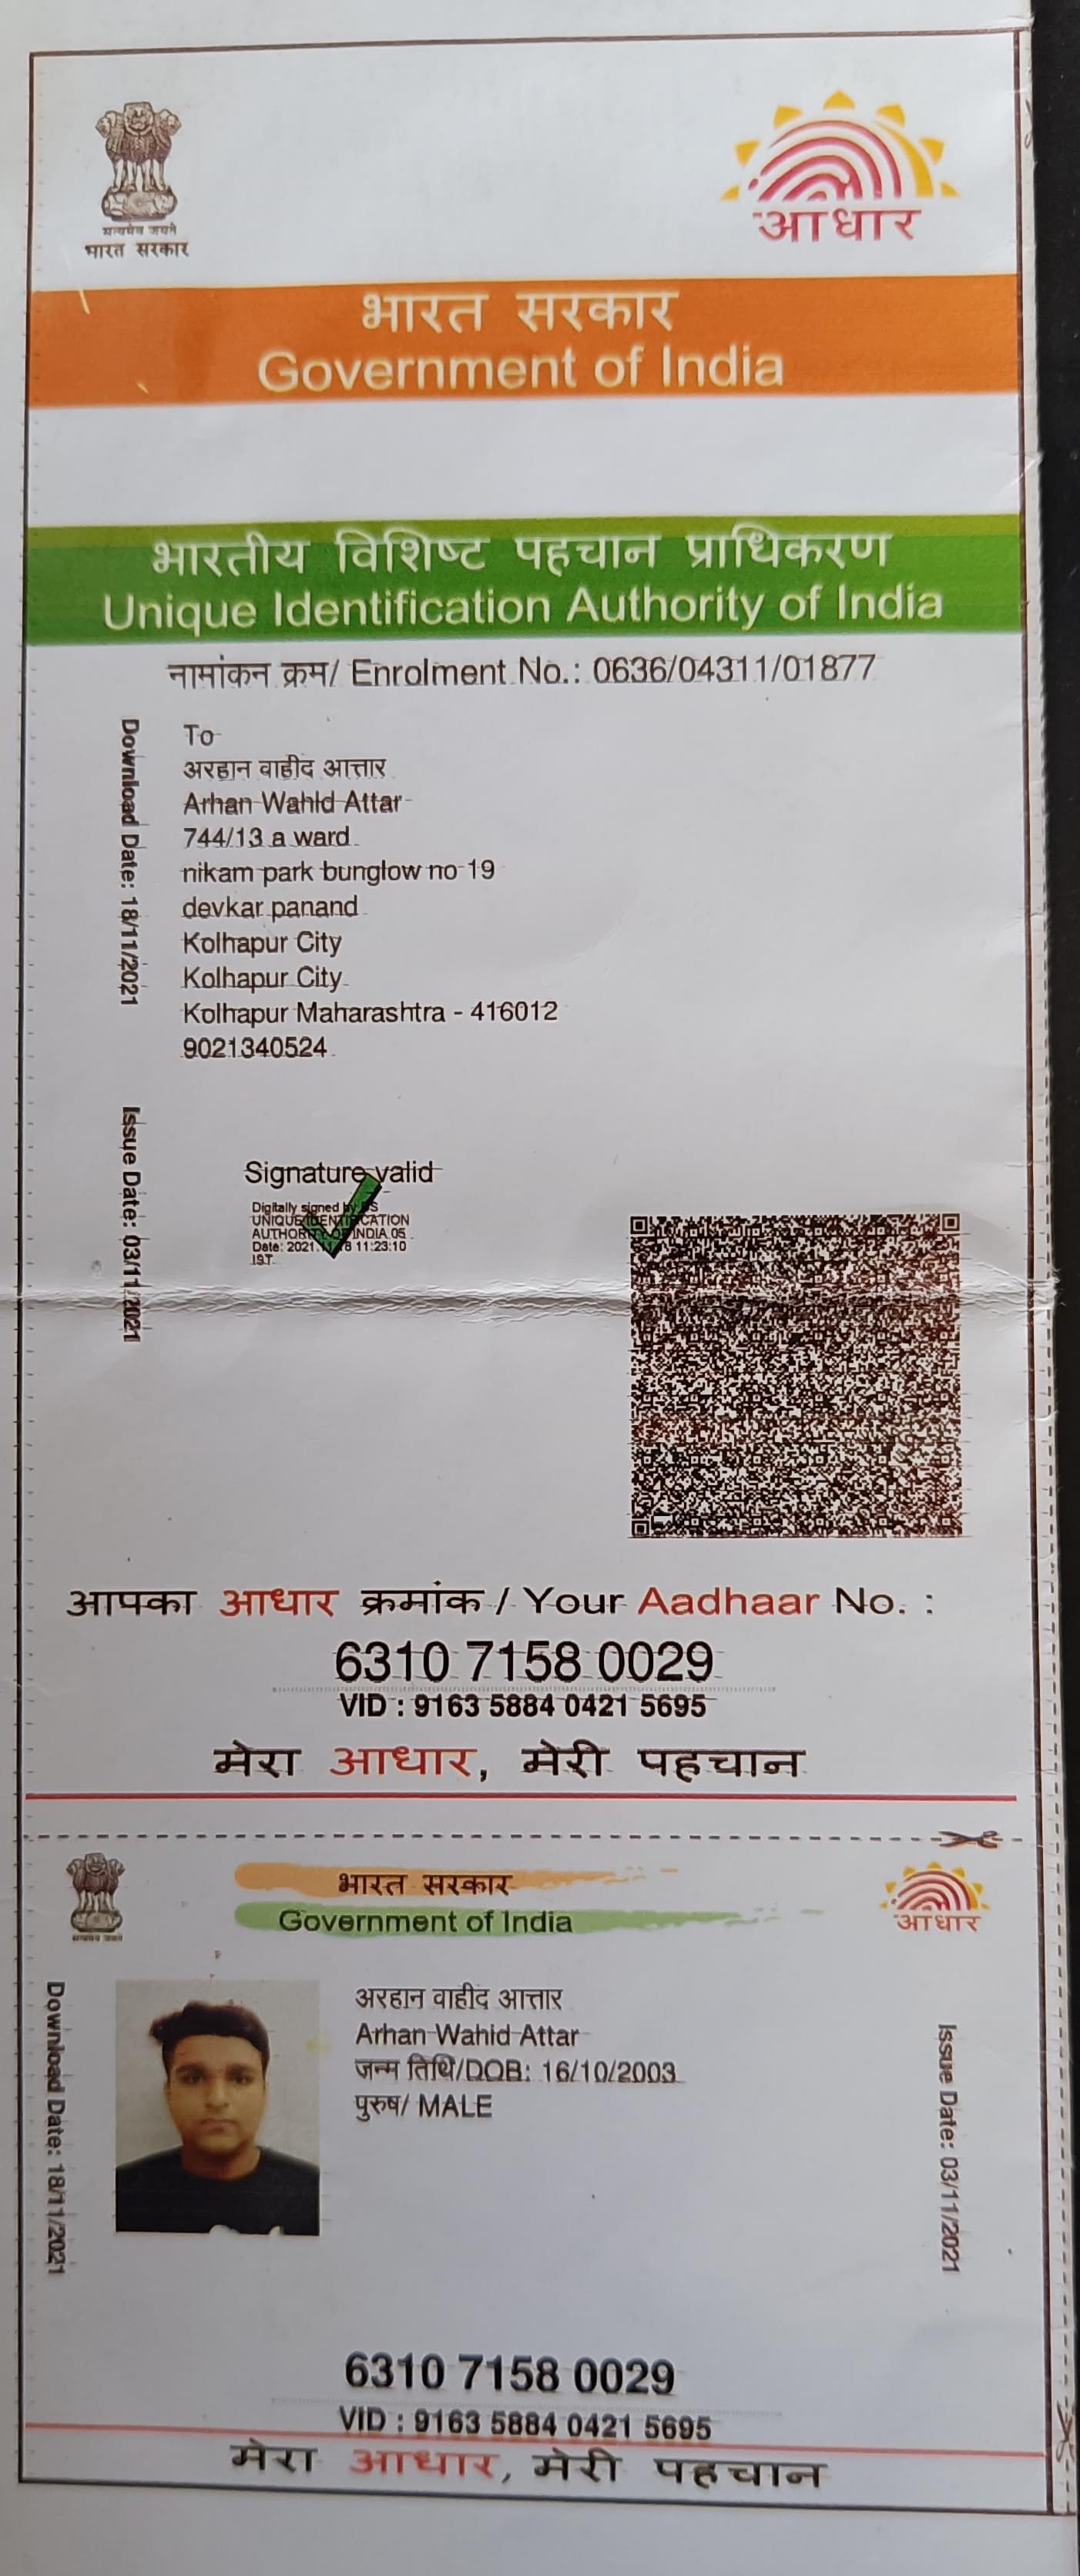 सत्यमेव जयते
भारत सरकार
आधार
भारत सरकार
Government of India
भारतीय विशिष्ट पहचान प्राधिकरण
Unique Identification Authority of India
नामांकन क्रम/ Enrolment No.: 0636/04311/01877
Download Date: 18/11/2021
To
अरहान वाहीद आत्तार
Arhan Wahid Attar
744/13 a ward
nikam park bunglow no 19
devkar panand
Kolhapur City
Kolhapur City
Kolhapur Maharashtra - 416012
9021340524
Issue Date: 03/11/2021
Signature valid
Digitally signed by DS
UNIQUE IDENTIFICATION
AUTHORITY OF INDIA 05
Date: 2021.11.18 11:23:10
IST
आपका आधार क्रमांक / Your Aadhaar No. :
6310 7158 0029
VID : 9163 5884 0421 5695
मेरा आधार, मेरी पहचान
सत्यमेव जयते
भारत सरकार
Government of India
आधार
Download Date: 18/11/2021
अरहान वाहीद आत्तार
Arhan Wahid Attar
जन्म तिथि/DOB: 16/10/2003
पुरुष/ MALE
Issue Date: 03/11/2021
6310 7158 0029
VID : 9163 5884 0421 5695
मेरा आधार, मेरी पहचान